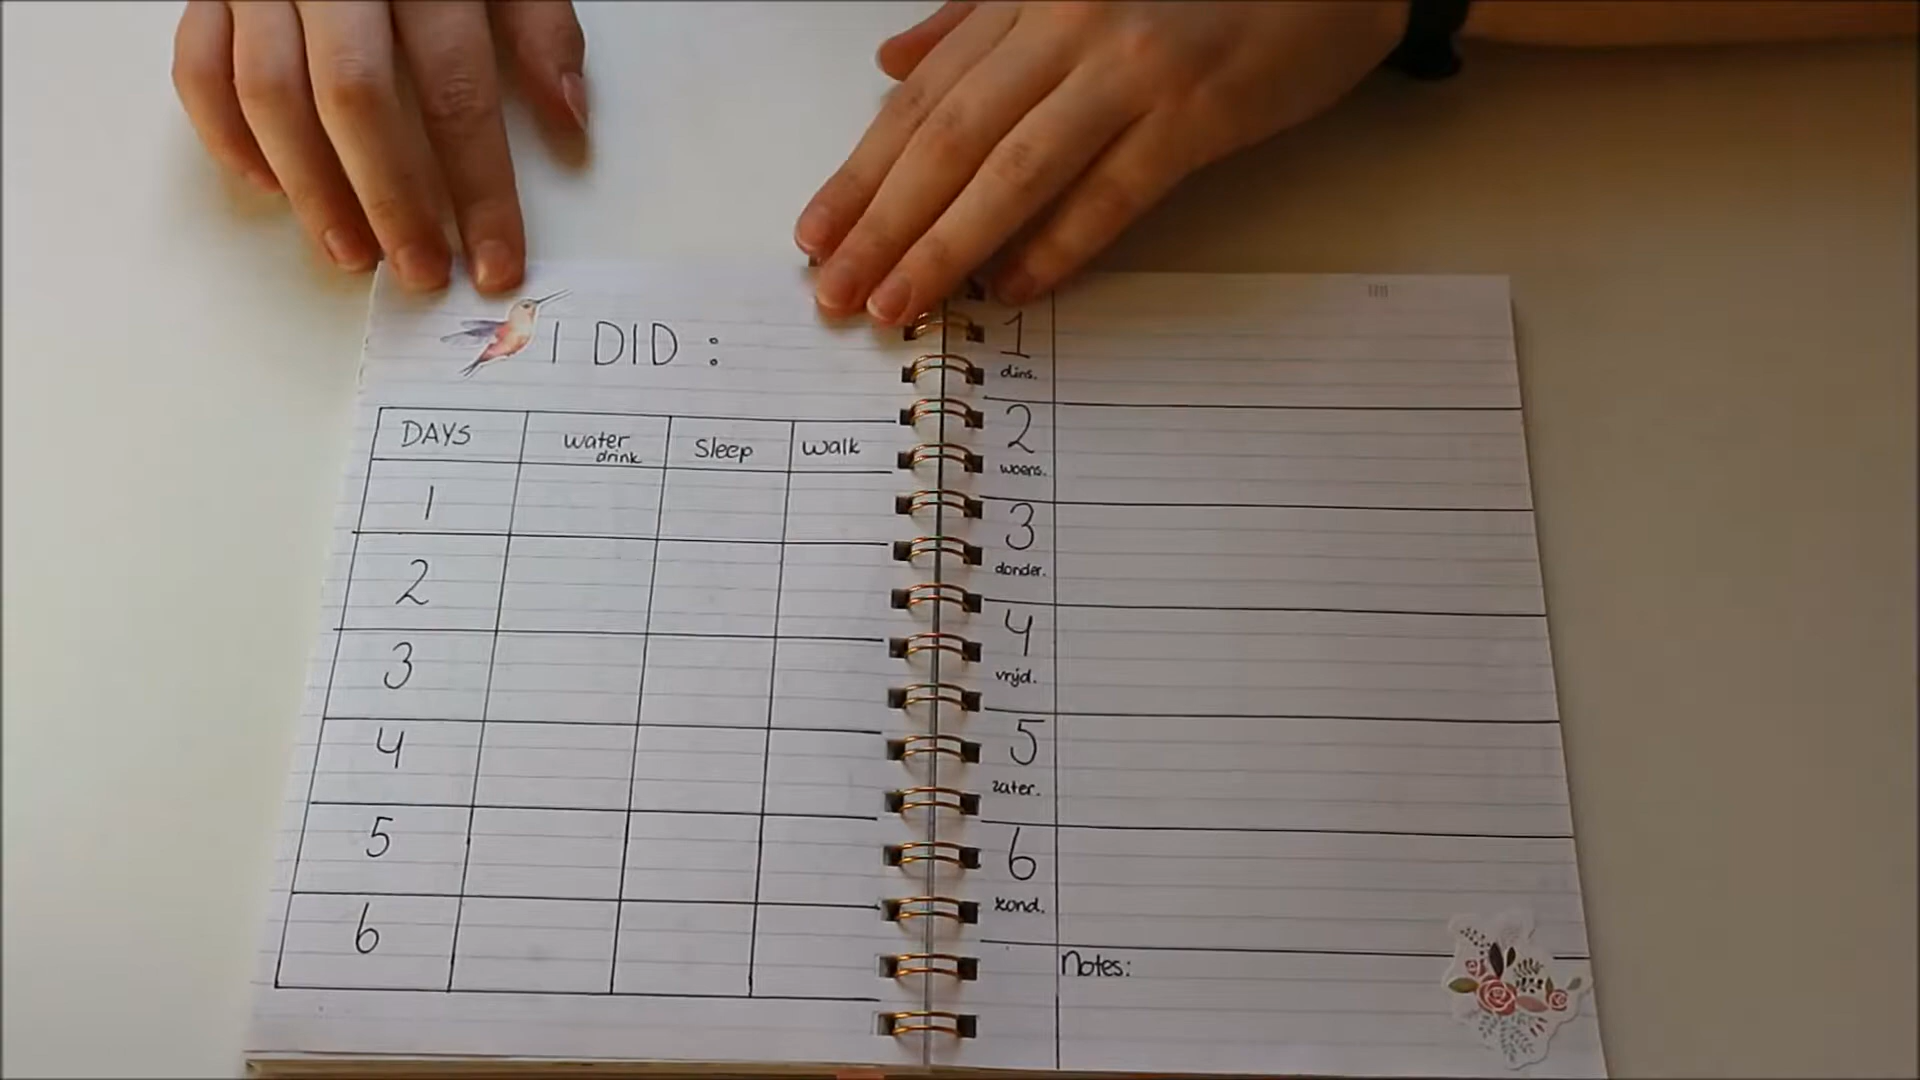 I DID :
DAYS water drink Sleep Walk
1
2
3
4
5
6
1
dins.
2
woens.
3
donder.
4
vrijd.
5
zater.
6
zond.
Notes: